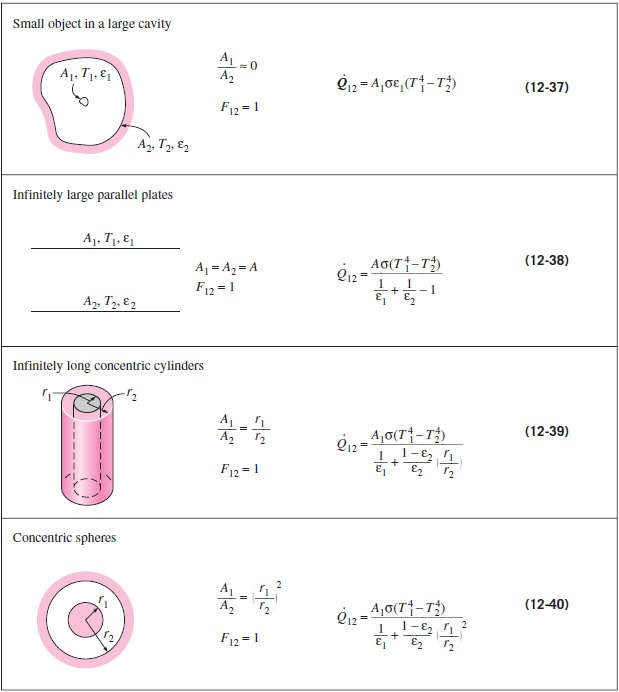 Small object in a large cavity
A₁, T₁, ε₁
A₂, T₂, ε₂
A₁/A₂ ≈ 0
F₁₂ = 1
Q̇₁₂ = A₁σε₁(T₁⁴ – T₂⁴)
(12-37)
Infinitely large parallel plates
A₁, T₁, ε₁
A₂, T₂, ε₂
A₁ = A₂ = A
F₁₂ = 1
Q̇₁₂ = Aσ(T₁⁴ – T₂⁴) / (1/ε₁ + 1/ε₂ – 1)
(12-38)
Infinitely long concentric cylinders
r₁
r₂
A₁/A₂ = r₁/r₂
F₁₂ = 1
Q̇₁₂ = A₁σ(T₁⁴ – T₂⁴) / (1/ε₁ + (1 – ε₂)/ε₂ (r₁/r₂))
(12-39)
Concentric spheres
r₁
r₂
A₁/A₂ = (r₁/r₂)²
F₁₂ = 1
Q̇₁₂ = A₁σ(T₁⁴ – T₂⁴) / (1/ε₁ + (1 – ε₂)/ε₂ (r₁/r₂)²)
(12-40)